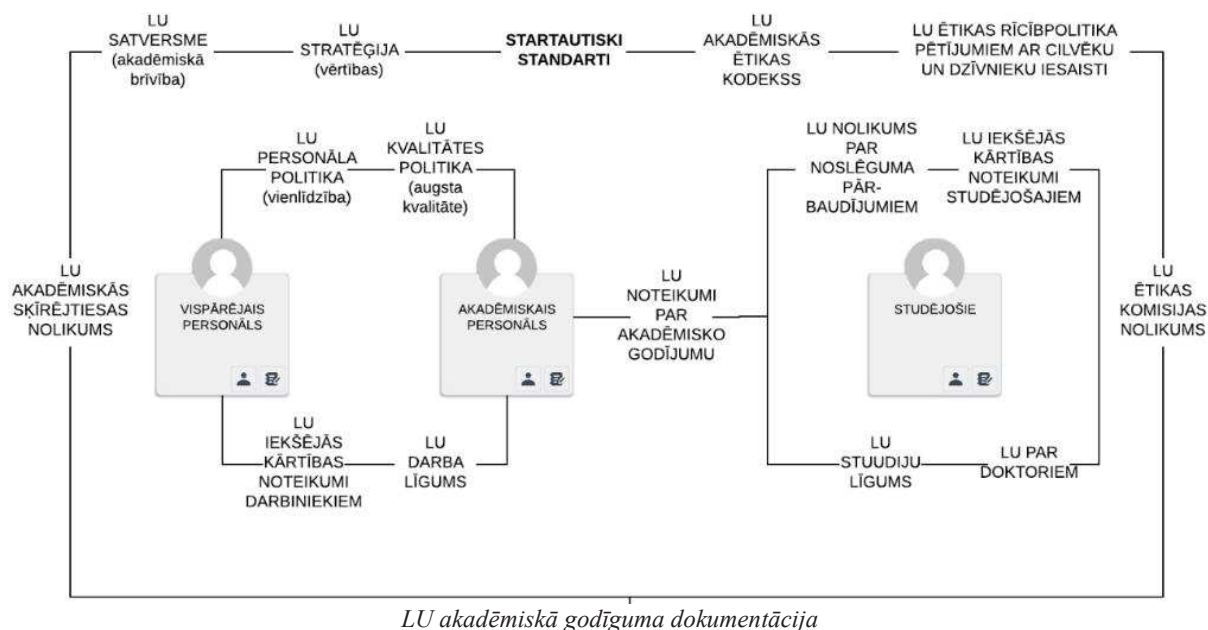 LU
SATVERSME
(akadēmiskā
brīvība)
LU
STRATĒĢIJA
(vērtības)
STARTAUTISKI
STANDARTI
LU
AKADĒMISKĀS
ĒTIKAS
KODEKSS
LU ĒTIKAS RĪCĪBPOLITIKA
PĒTĪJUMIEM AR CILVĒKU
UN DZĪVNIEKU IESAISTI
LU
PERSONĀLA
POLITIKA
(vienlīdzība)
LU
KVALITĀTES
POLITIKA
(augsta
kvalitāte)
LU NOLIKUMS
PAR
NOSLĒGUMA
PĀR-
BAUDĪJUMIEM
LU IEKŠĒJĀS
KĀRTĪBAS
NOTEIKUMI
STUDĒJOŠAJIEM
LU
AKADĒMISKĀS
ŠĶĪRĒJTIESAS
NOLIKUMS
VISPĀRĒJAIS
PERSONĀLS
AKADĒMISKAIS
PERSONĀLS
LU
NOTEIKUMI
PAR
AKADĒMISKO
GODĪJUMU
STUDĒJOŠIE
LU
ĒTIKAS
KOMISIJAS
NOLIKUMS
LU
IEKŠĒJĀS
KĀRTĪBAS
NOTEIKUMI
DARBINIEKIEM
LU
DARBA
LĪGUMS
LU
STUUDIJU
LĪGUMS
LU PAR
DOKTORIEM
LU akadēmiskā godīguma dokumentācija